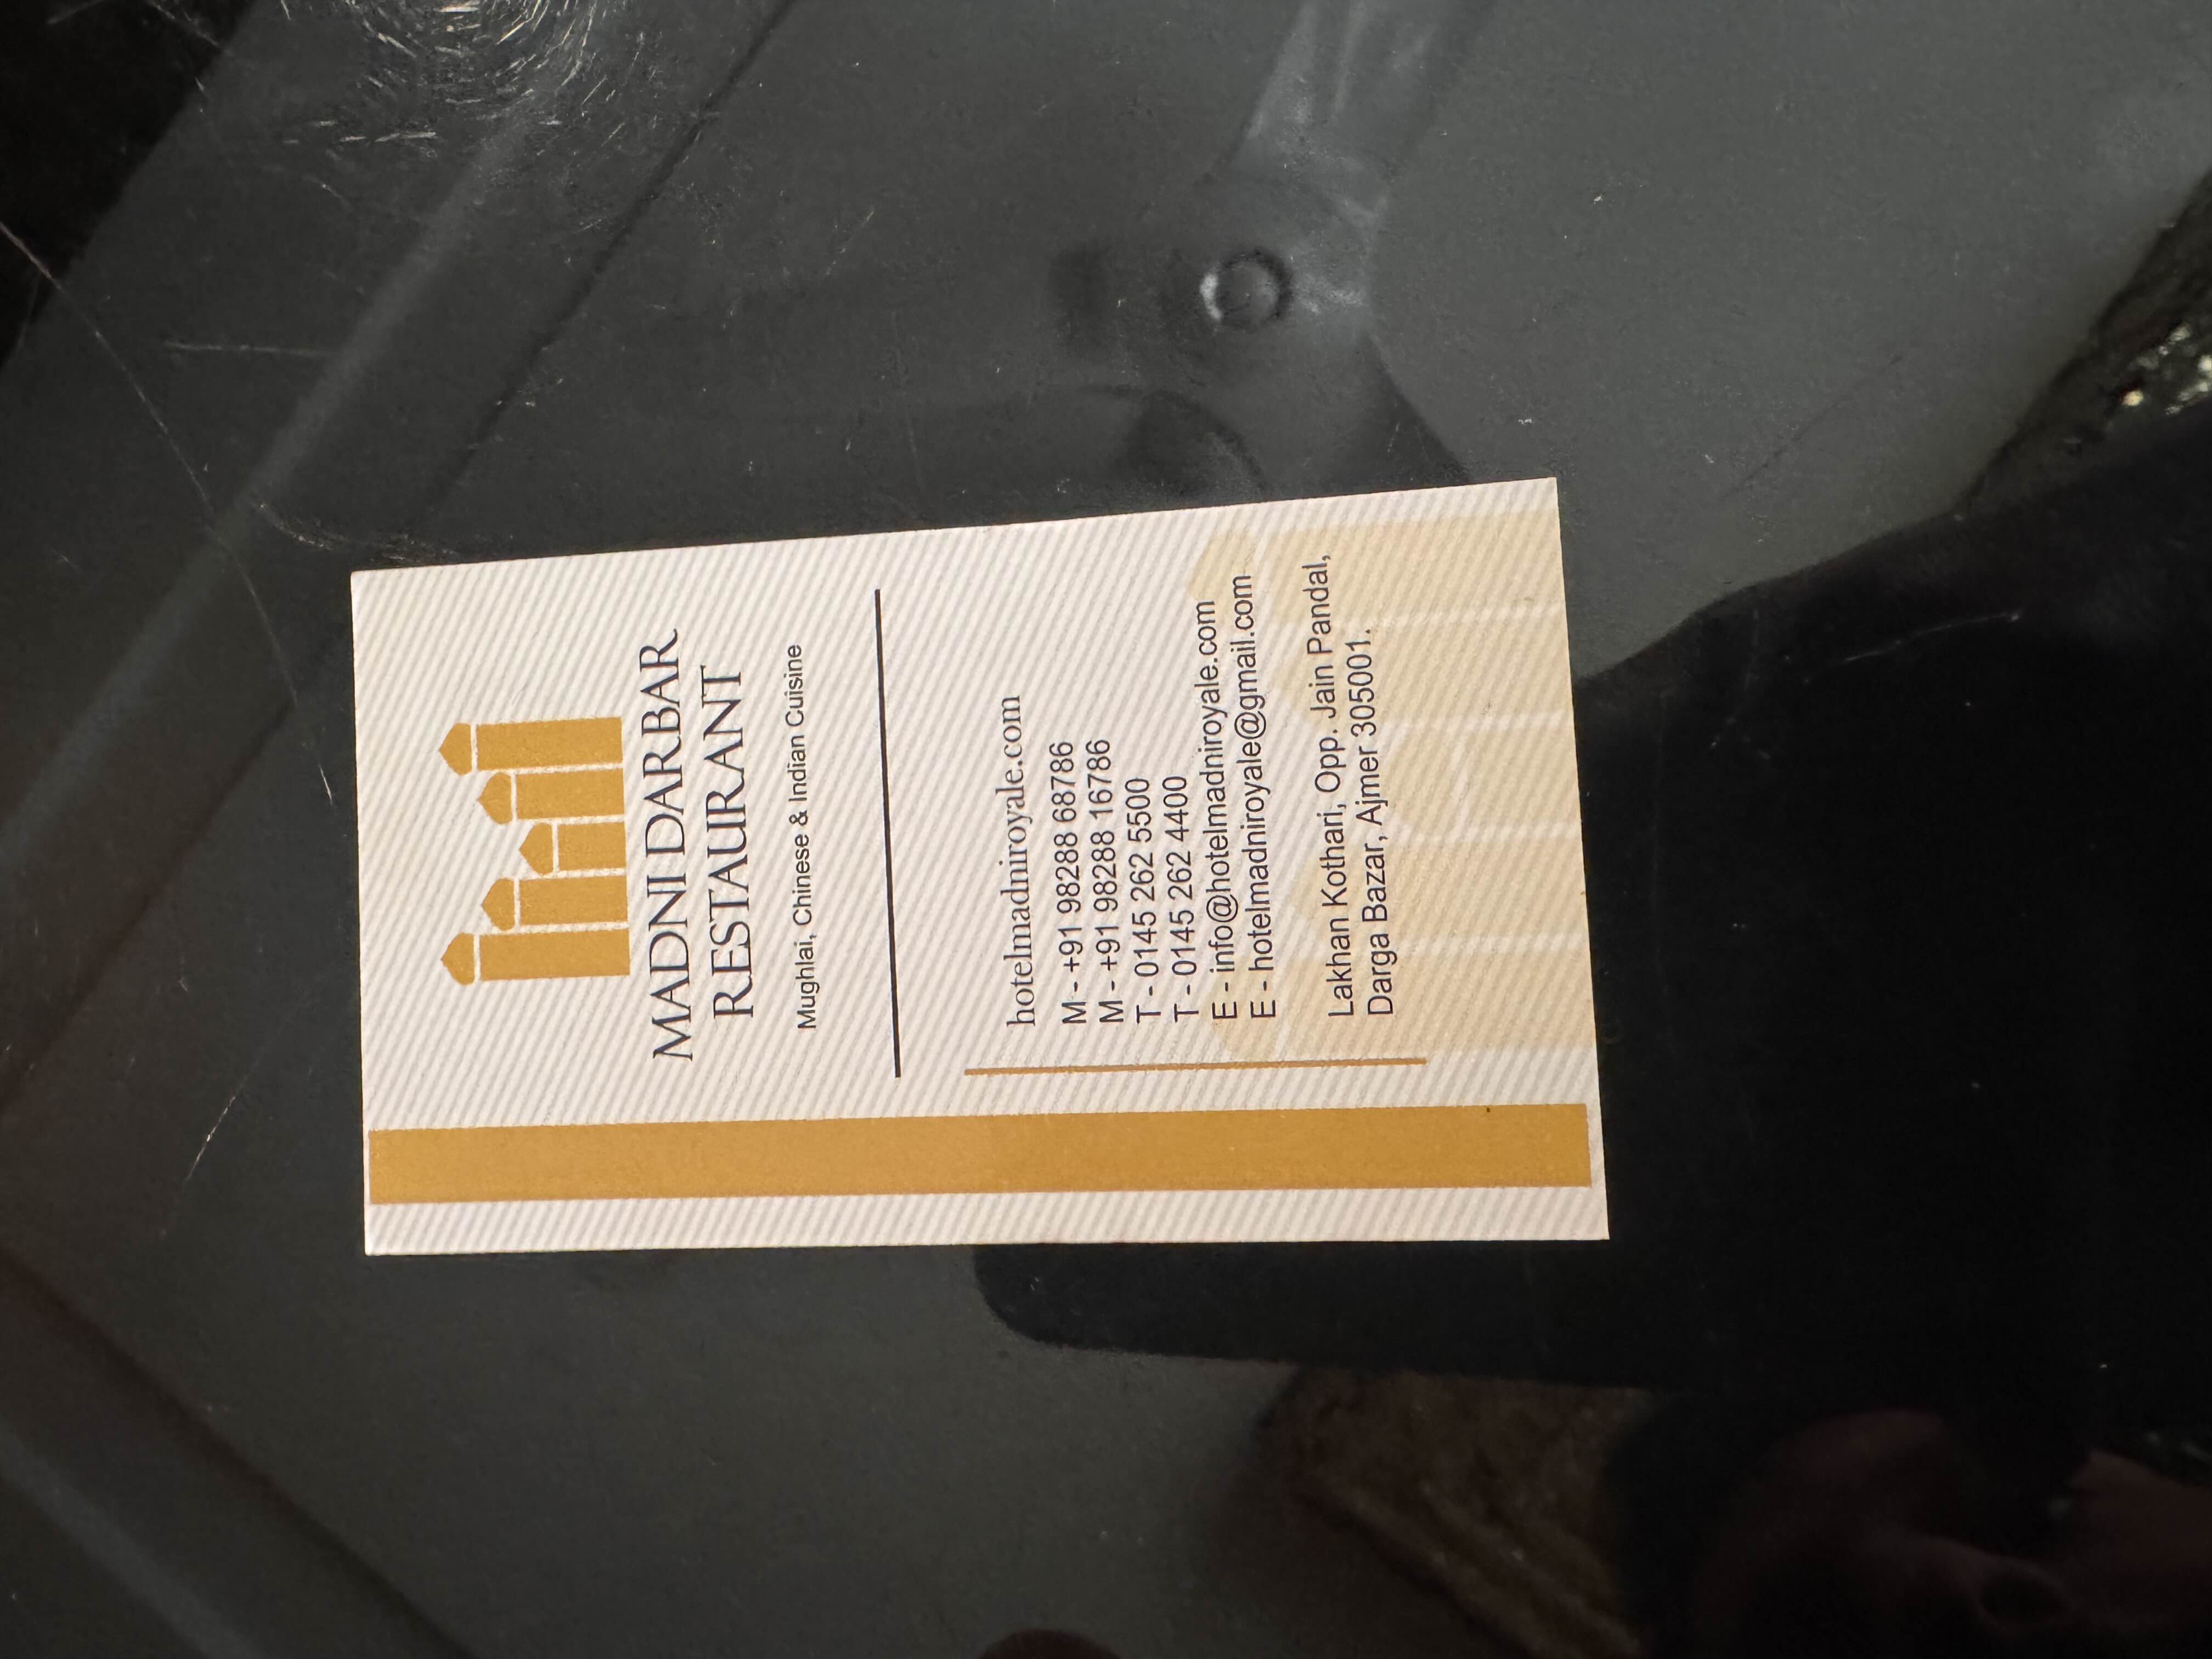 MADNI DARBAR
RESTAURANT
Mughlai, Chinese & Indian Cuisine
hotelmadniroyale.com
M - +91 98288 68786
M - +91 98288 16786
T - 0145 262 5500
T - 0145 262 4400
E - info@hotelmadniroyale.com
E - hotelmadniroyale@gmail.com
Lakhan Kothari, Opp. Jain Pandal,
Darga Bazar, Ajmer 305001.